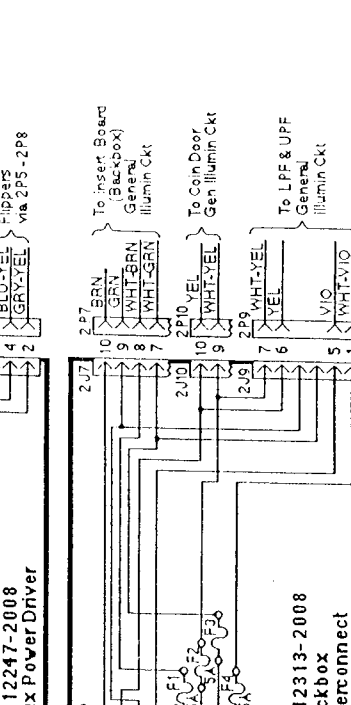 Flippers
via 2P5-2P8
BLU-YEL
GRY-YEL
4
2
12247-2008
x Power Driver
To Insert Board
(Backbox)
General
Illumin Ckt
2P7
BRN
GRN
WHT-BRN
WHT-GRN
10
9
8
7
2J7
To Coin Door
Gen Illumin Ckt
2P10
YEL
WHT-YEL
10
9
2J10
To LPF & UPF
General
Illumin Ckt
2P9
WHT-YEL
YEL
VIO
WHT-VIO
7
6
5
2J9
F1
F2
5A
F3
F4
12313-2008
ckbox
erconnect